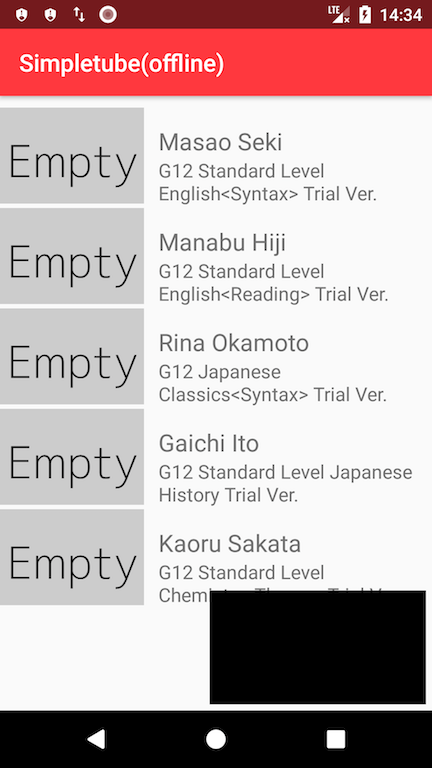 LTE 14:34
Simpletube(offline)
Empty
Masao Seki
G12 Standard Level
English<Syntax> Trial Ver.
Empty
Manabu Hiji
G12 Standard Level
English<Reading> Trial Ver.
Empty
Rina Okamoto
G12 Japanese
Classics<Syntax> Trial Ver.
Empty
Gaichi Ito
G12 Standard Level Japanese
History Trial Ver.
Empty
Kaoru Sakata
G12 Standard Level